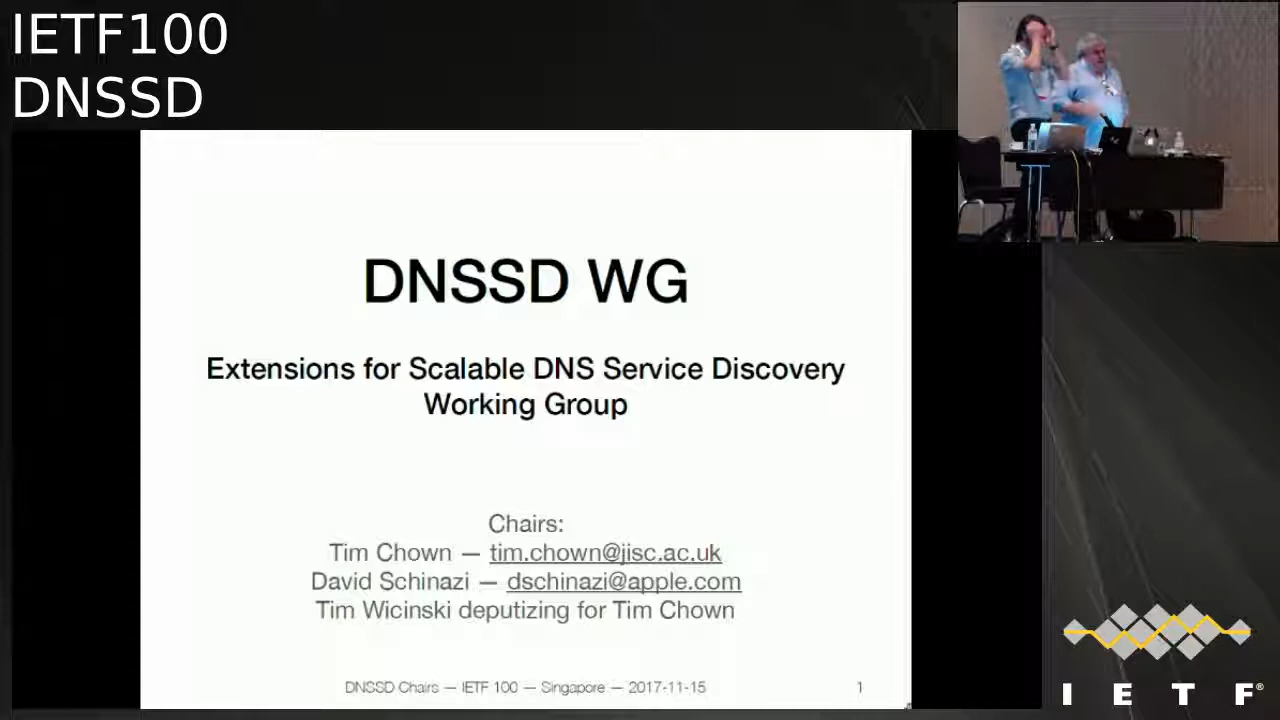 IETF100
DNSSD
DNSSD WG
Extensions for Scalable DNS Service Discovery
Working Group
Chairs:
Tim Chown — tim.chown@jisc.ac.uk
David Schinazi — dschinazi@apple.com
Tim Wicinski deputizing for Tim Chown
DNSSD Chairs — IETF 100 — Singapore — 2017-11-15
1
I E T F®